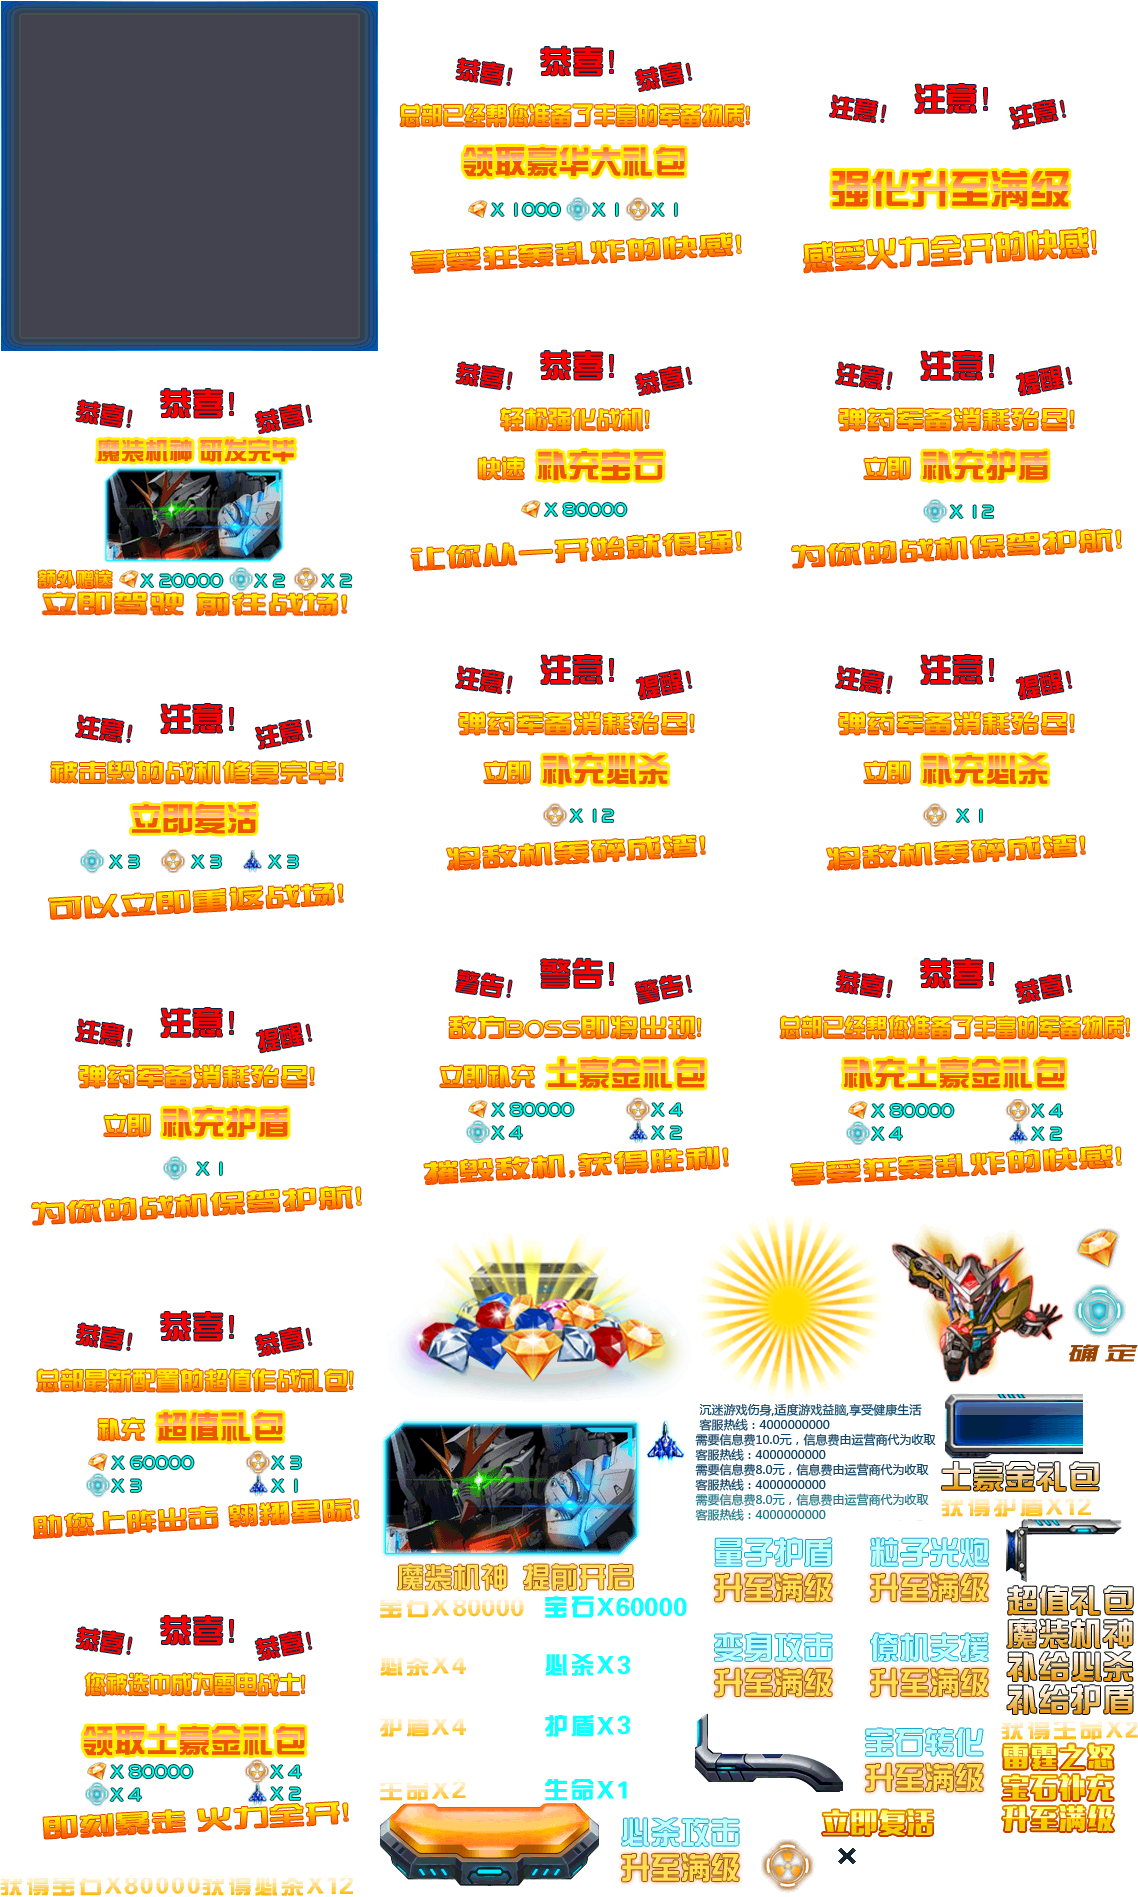 恭喜! 恭喜! 恭喜!
总部已经帮您准备了丰富的军备物质!
领取豪华大礼包
X1000 X1 X1
享受狂轰乱炸的快感!
注意! 注意! 注意!
强化升至满级
感受火力全开的快感!
恭喜! 恭喜! 恭喜!
魔装机神 研发完毕
额外赠送 X20000 X2 X2
立即驾驶 前往战场!
恭喜! 恭喜! 恭喜!
轻松强化战机!
快速 补充宝石
X80000
让你从一开始就很强!
注意! 注意! 提醒!
弹药军备消耗殆尽!
立即 补充护盾
X12
为你的战机保驾护航!
注意! 注意! 注意!
被击毁的战机修复完毕!
立即复活
X3 X3 X3
可以立即重返战场!
注意! 注意! 提醒!
弹药军备消耗殆尽!
立即 补充必杀
X12
将敌机轰碎成渣!
注意! 注意! 提醒!
弹药军备消耗殆尽!
立即 补充必杀
X1
将敌机轰碎成渣!
注意! 注意! 提醒!
弹药军备消耗殆尽!
立即 补充护盾
X1
为你的战机保驾护航!
警告! 警告! 警告!
敌方BOSS即将出现!
立即补充 土豪金礼包
X80000 X4
X4 X2
摧毁敌机,获得胜利!
恭喜! 恭喜! 恭喜!
总部已经帮您准备了丰富的军备物质!
补充土豪金礼包
X80000 X4
X4 X2
享受狂轰乱炸的快感!
恭喜! 恭喜! 恭喜!
总部最新配置的超值作战礼包!
补充 超值礼包
X60000 X3
X3 X1
助您上阵出击 翱翔星际!
恭喜! 恭喜! 恭喜!
您被选中成为雷电战士!
领取土豪金礼包
X80000 X4
X4 X2
即刻暴走 火力全开!
获得宝石X80000获得必杀X12
确定
沉迷游戏伤身,适度游戏益脑,享受健康生活
客服热线：4000000000
需要信息费10.0元，信息费由运营商代为收取
客服热线：4000000000
需要信息费8.0元，信息费由运营商代为收取
客服热线：4000000000
需要信息费8.0元，信息费由运营商代为收取
客服热线：4000000000
土豪金礼包
获得护盾X12
魔装机神 提前开启
宝石X80000 宝石X60000
必杀X4 必杀X3
护盾X4 护盾X3
生命X2 生命X1
量子护盾
升至满级
粒子光炮
升至满级
变身攻击
升至满级
僚机支援
升至满级
宝石转化
升至满级
必杀攻击
升至满级
超值礼包
魔装机神
补给必杀
补给护盾
获得生命X2
雷霆之怒
宝石补充
升至满级
立即复活
×